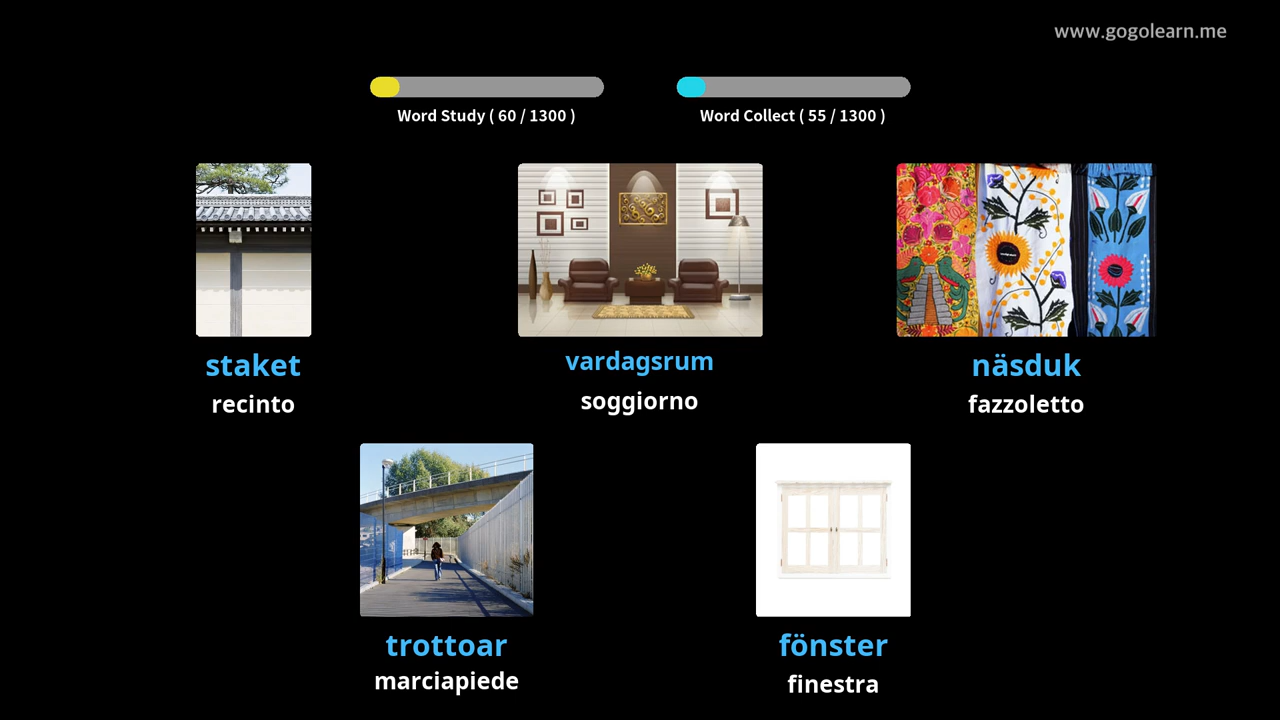 www.gogolearn.me
Word Study ( 60 / 1300 )
Word Collect ( 55 / 1300 )
staket
recinto
vardagsrum
soggiorno
näsduk
fazzoletto
trottoar
marciapiede
fönster
finestra